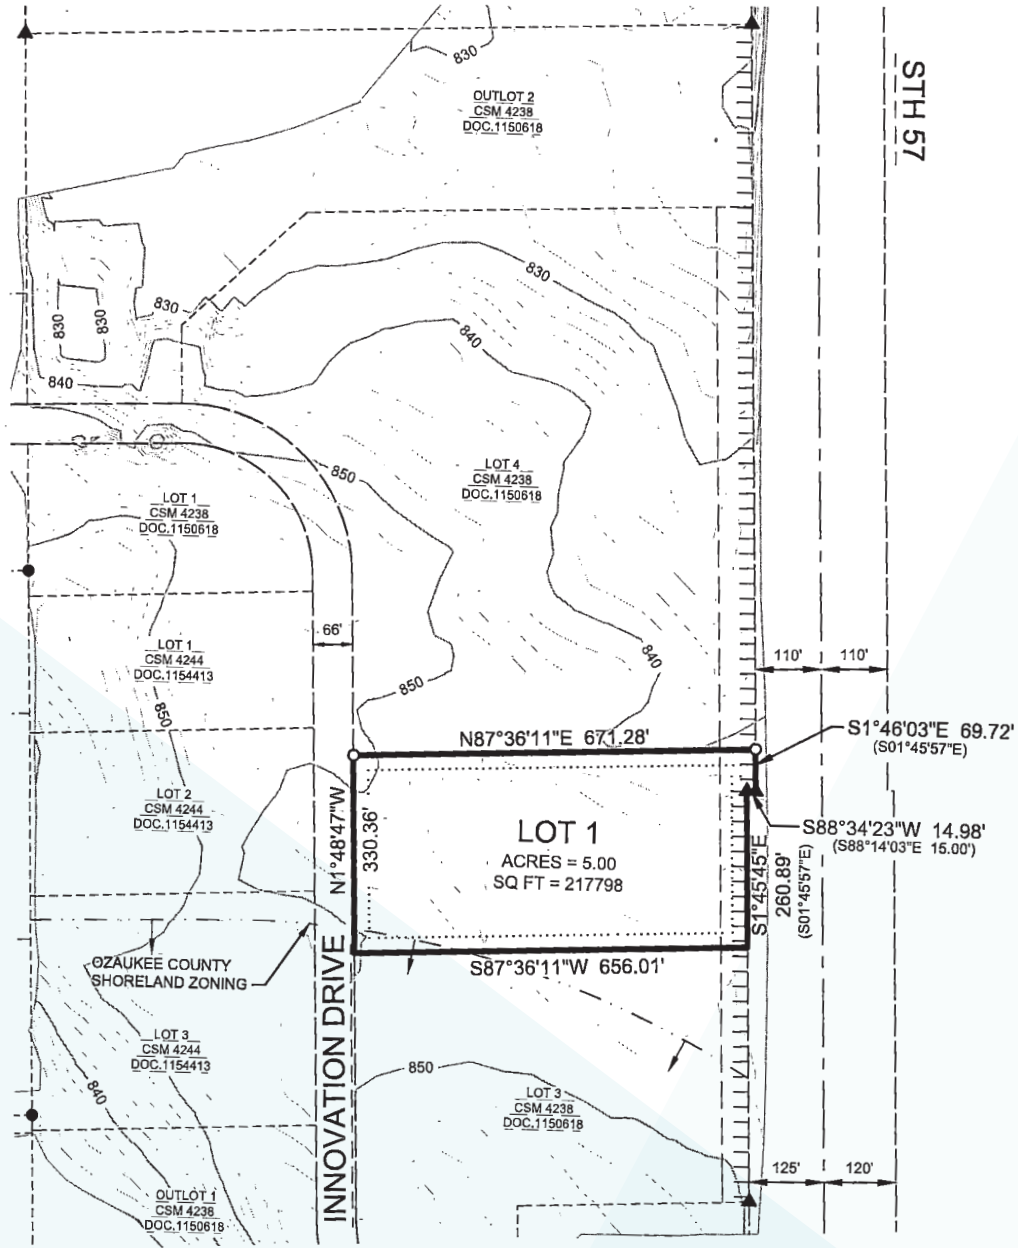 830
OUTLOT 2
CSM 4238
DOC.1150618
STH 57
830
830
830
830
840
840
850
LOT 4
CSM 4238
DOC.1150618
LOT 1
CSM 4238
DOC.1150618
66'
LOT 1
CSM 4244
DOC.1154413
840
110'
110'
850
850
N87°36'11"E 671.28'
S1°46'03"E 69.72'
(S01°45'57"E)
LOT 2
CSM 4244
DOC.1154413
N1°48'47"W
330.36'
LOT 1
ACRES = 5.00
SQ FT = 217798
S1°45'45"E
260.89'
(S01°45'57"E)
S88°34'23"W 14.98'
(S88°14'03"E 15.00')
OZAUKEE COUNTY
SHORELAND ZONING
S87°36'11"W 656.01'
INNOVATION DRIVE
LOT 3
CSM 4244
DOC.1154413
840
850
LOT 3
CSM 4238
DOC.1150618
125'
120'
OUTLOT 1
CSM 4238
DOC.1150618